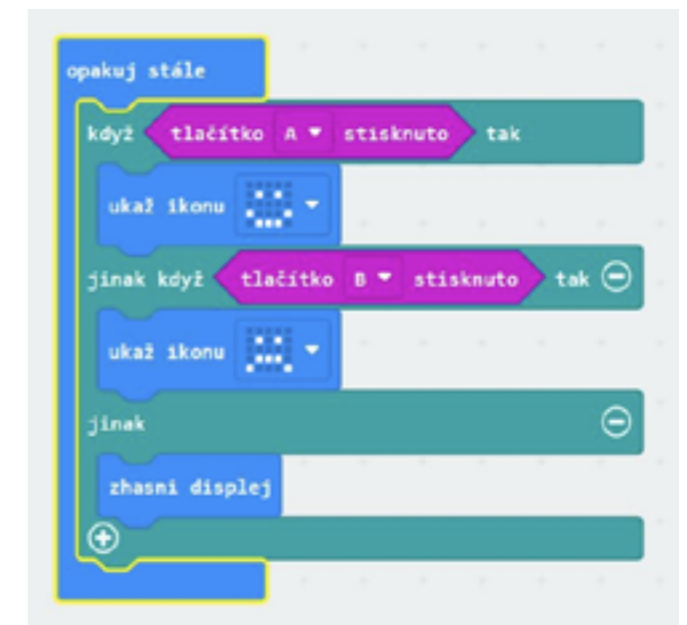 opakuj stále
když tlačítko A stisknuto tak
ukaž ikonu
jinak když tlačítko B stisknuto tak
ukaž ikonu
jinak
zhasni displej